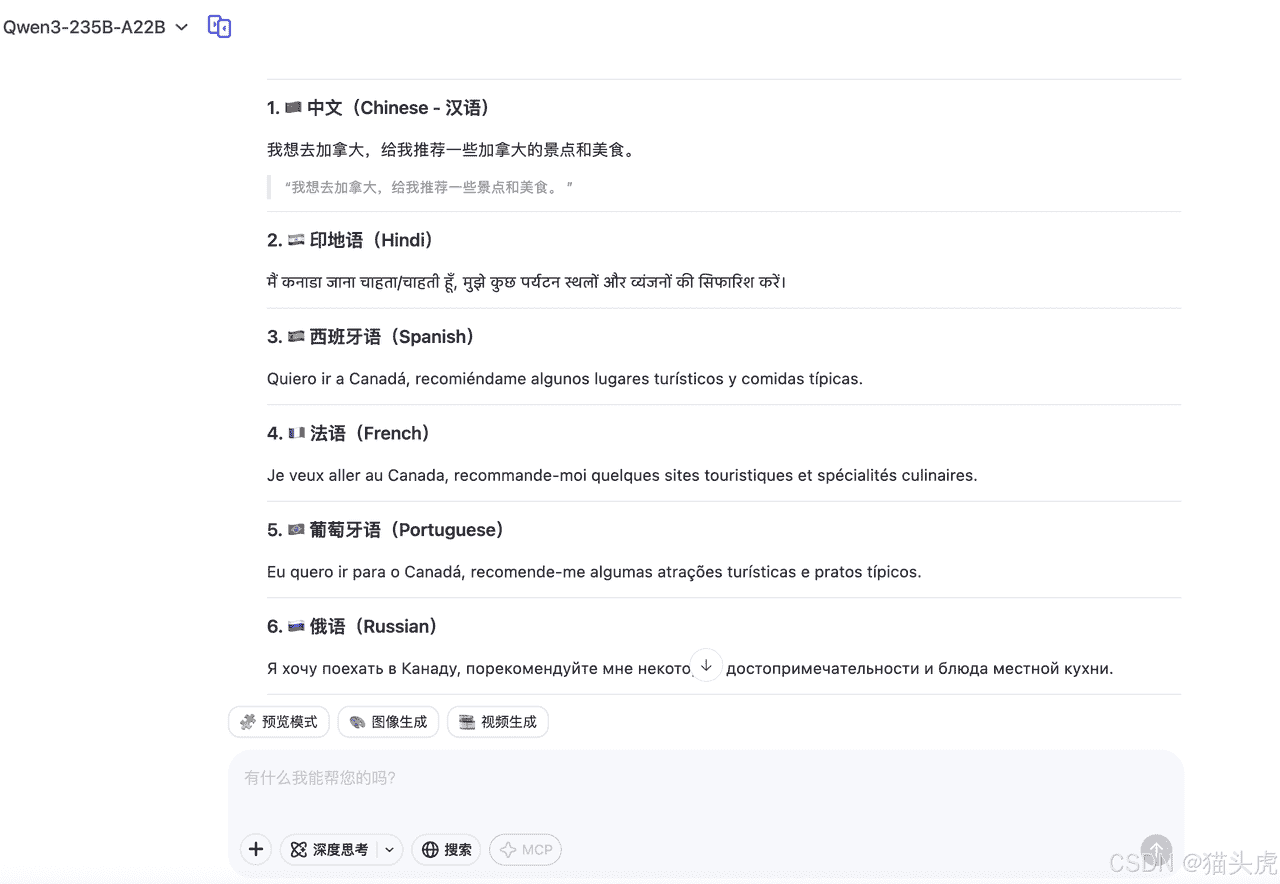 Qwen3-235B-A22B
1. 中文（Chinese - 汉语）
我想去加拿大，给我推荐一些加拿大的景点和美食。
“我想去加拿大，给我推荐一些景点和美食。 ”
2. 印地语（Hindi）
मैं कनाडा जाना चाहता/चाहती हूँ, मुझे कुछ पर्यटन स्थलों और व्यंजनों की सिफारिश करें।
3. 西班牙语（Spanish）
Quiero ir a Canadá, recomiéndame algunos lugares turísticos y comidas típicas.
4. 法语（French）
Je veux aller au Canada, recommande-moi quelques sites touristiques et spécialités culinaires.
5. 葡萄牙语（Portuguese）
Eu quero ir para o Canadá, recomende-me algumas atrações turísticas e pratos típicos.
6. 俄语（Russian）
Я хочу поехать в Канаду, порекомендуйте мне достопримечательности и блюда местной кухни.
预览模式 图像生成 视频生成
有什么我能帮您的吗?
深度思考 搜索 MCP
CSDN @猫头虎